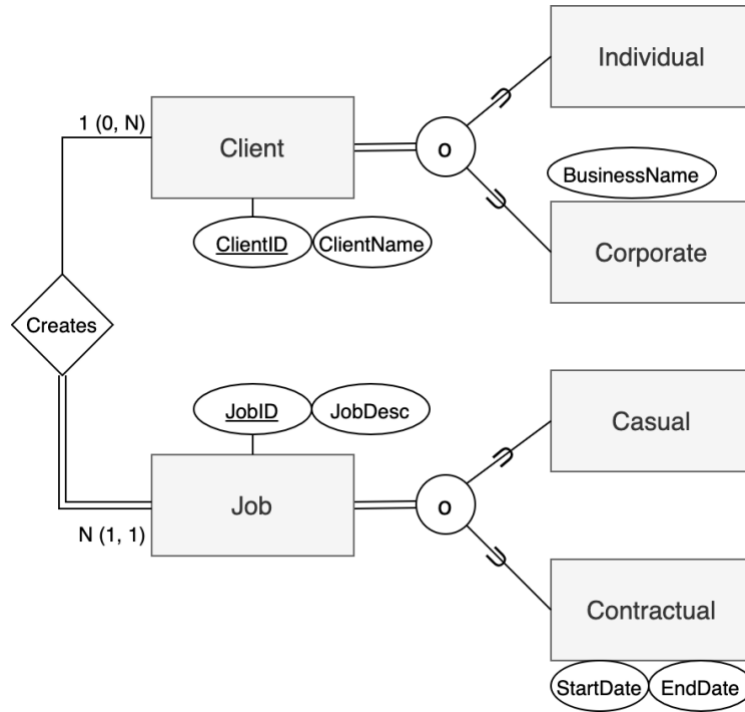 Individual
1 (0, N)
Client
o
BusinessName
ClientID
ClientName
Corporate
Creates
JobID
JobDesc
Casual
Job
o
N (1, 1)
Contractual
StartDate
EndDate